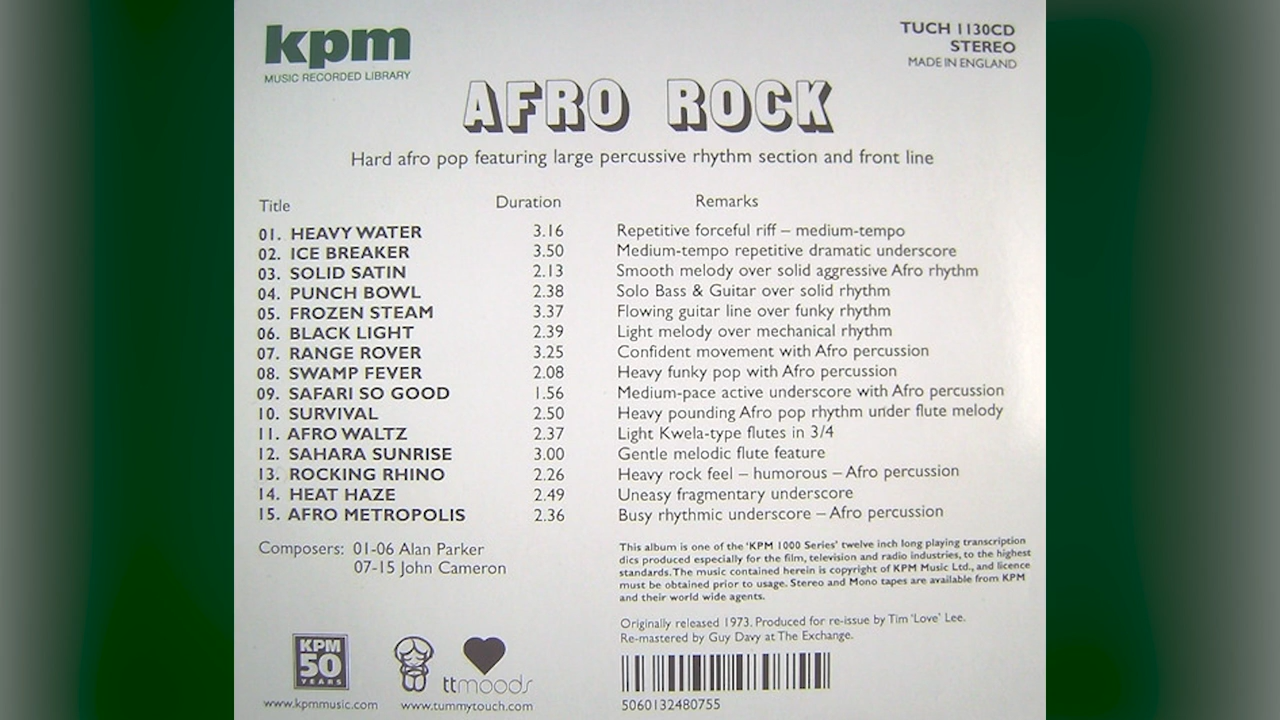 kpm
MUSIC RECORDED LIBRARY
TUCH 1130CD
STEREO
MADE IN ENGLAND
AFRO ROCK
Hard afro pop featuring large percussive rhythm section and front line
Title Duration Remarks
01. HEAVY WATER 3.16 Repetitive forceful riff – medium-tempo
02. ICE BREAKER 3.50 Medium-tempo repetitive dramatic underscore
03. SOLID SATIN 2.13 Smooth melody over solid aggressive Afro rhythm
04. PUNCH BOWL 2.38 Solo Bass & Guitar over solid rhythm
05. FROZEN STEAM 3.37 Flowing guitar line over funky rhythm
06. BLACK LIGHT 2.39 Light melody over mechanical rhythm
07. RANGE ROVER 3.25 Confident movement with Afro percussion
08. SWAMP FEVER 2.08 Heavy funky pop with Afro percussion
09. SAFARI SO GOOD 1.56 Medium-pace active underscore with Afro percussion
10. SURVIVAL 2.50 Heavy pounding Afro pop rhythm under flute melody
11. AFRO WALTZ 2.37 Light Kwela-type flutes in 3/4
12. SAHARA SUNRISE 3.00 Gentle melodic flute feature
13. ROCKING RHINO 2.26 Heavy rock feel – humorous – Afro percussion
14. HEAT HAZE 2.49 Uneasy fragmentary underscore
15. AFRO METROPOLIS 2.36 Busy rhythmic underscore – Afro percussion
Composers: 01-06 Alan Parker
07-15 John Cameron
This album is one of the 'KPM 1000 Series' twelve inch long playing transcription
dics produced especially for the film, television and radio industries, to the highest
standards. The music contained herein is copyright of KPM Music Ltd., and licence
must be obtained prior to usage. Stereo and Mono tapes are available from KPM
and their world wide agents.
Originally released 1973. Produced for re-issue by Tim 'Love' Lee.
Re-mastered by Guy Davy at The Exchange.
KPM
50
YEARS
ttmoods
www.kpmmusic.com www.tummytouch.com
5060132480755